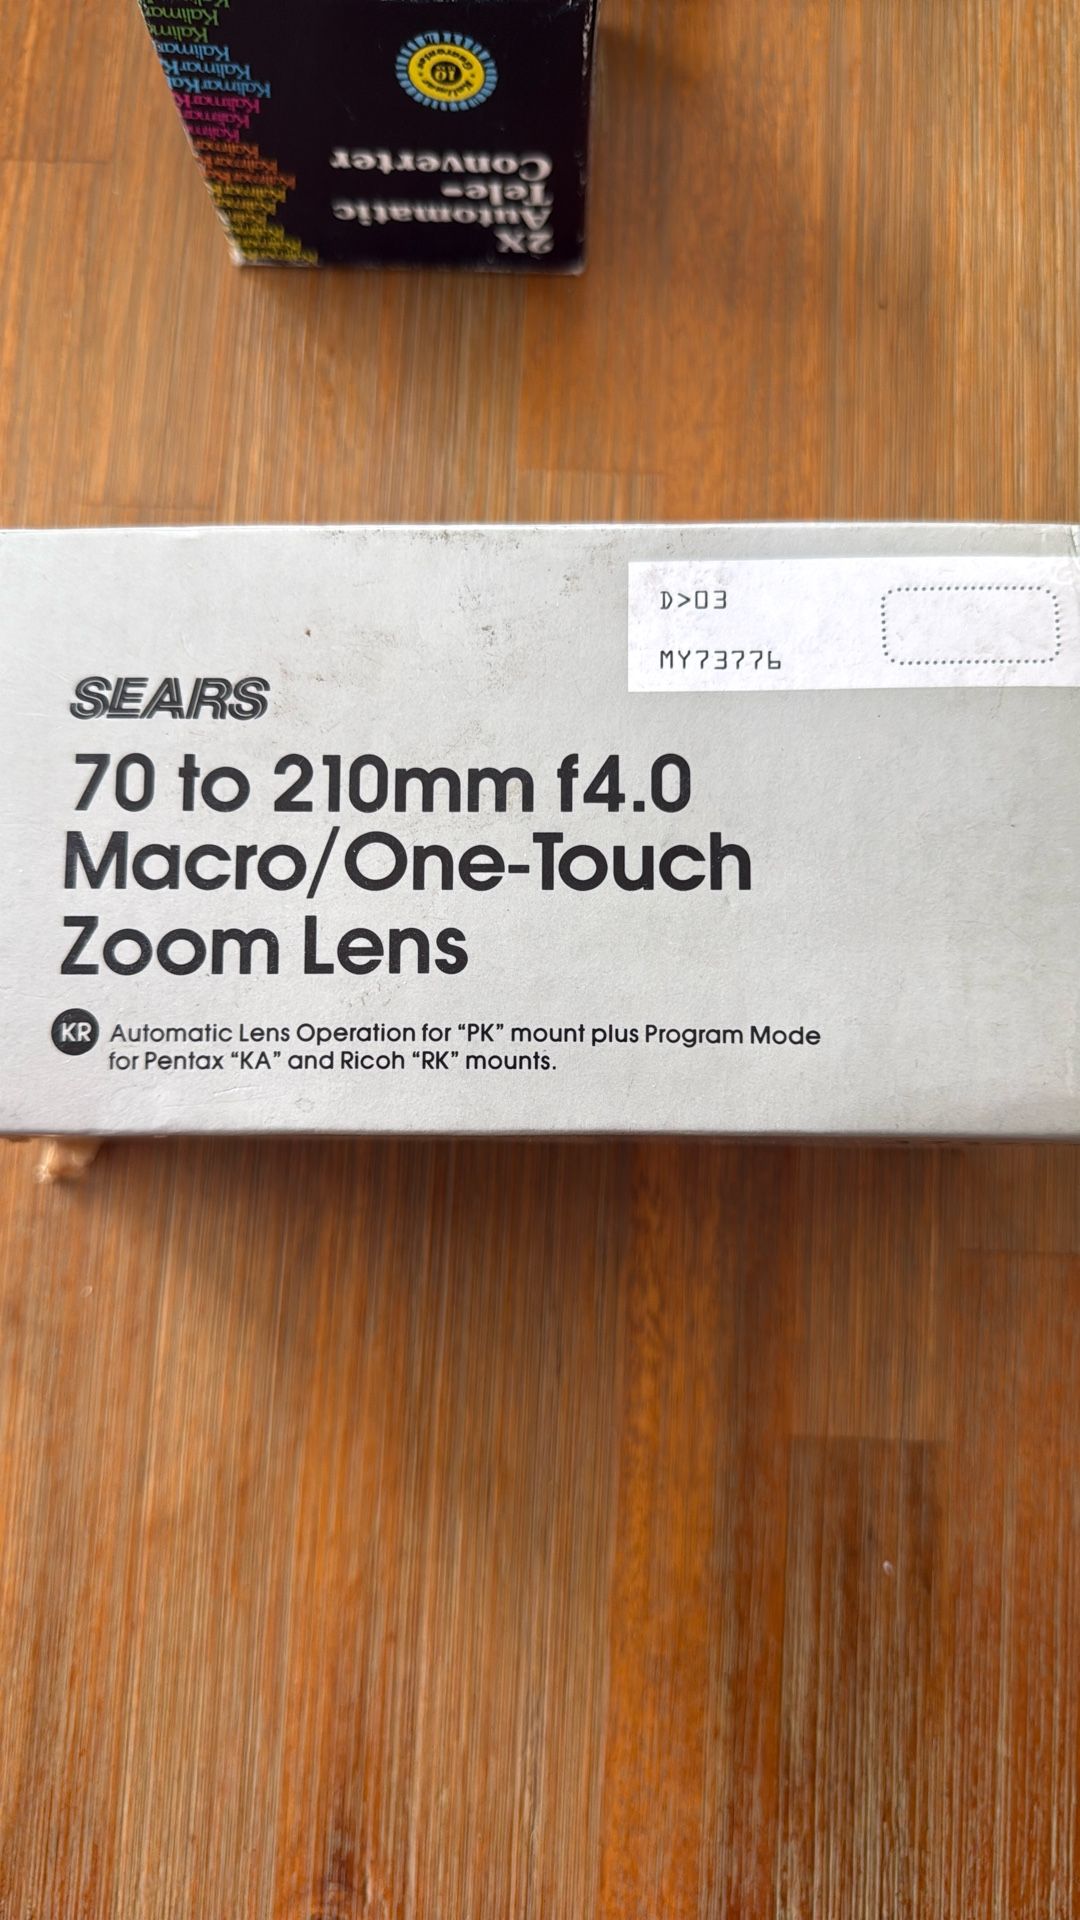 2X
Automatic
Tele-
Converter
Kalimar
D>03
MY73776
SEARS
70 to 210mm f4.0
Macro/One-Touch
Zoom Lens
KR Automatic Lens Operation for “PK” mount plus Program Mode
for Pentax “KA” and Ricoh “RK” mounts.